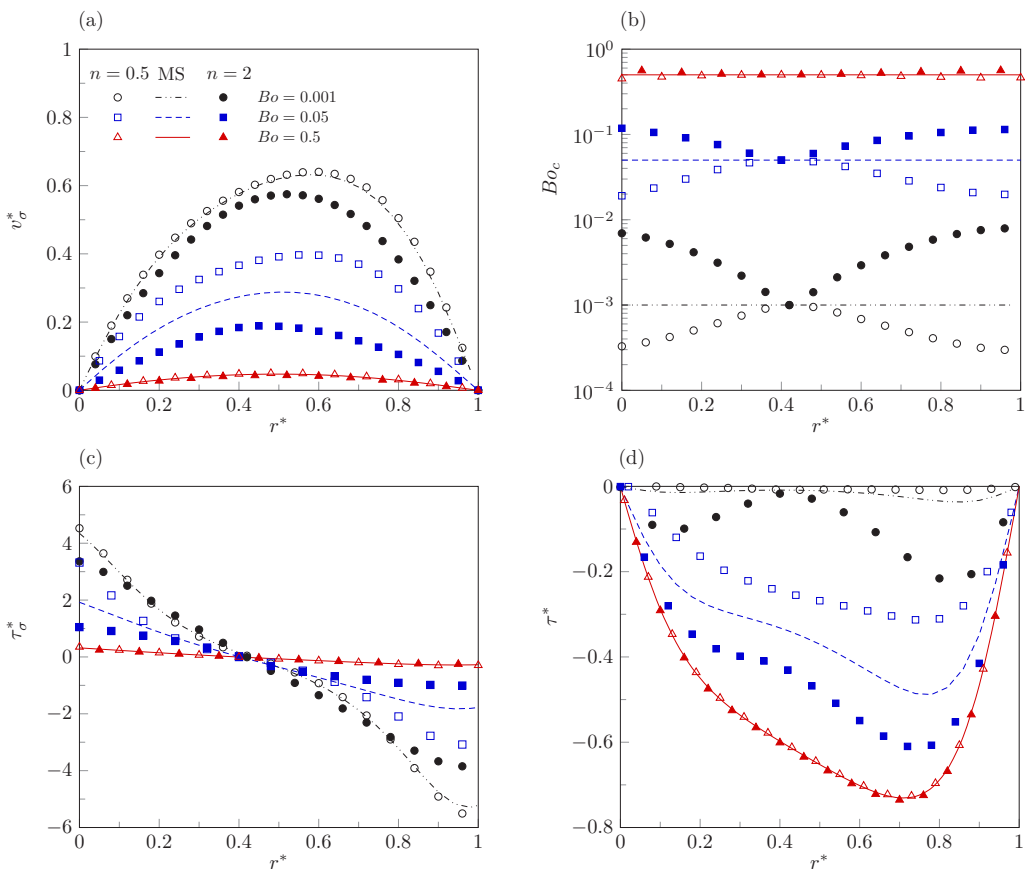 (a)
1
0.8
0.6
0.4
0.2
0
v*σ
n = 0.5 MS n = 2
Bo = 0.001
Bo = 0.05
Bo = 0.5
0 0.2 0.4 0.6 0.8 1
r*
(b)
10⁰
10⁻¹
10⁻²
10⁻³
10⁻⁴
Bo_c
0 0.2 0.4 0.6 0.8 1
r*
(c)
6
4
2
0
−2
−4
−6
τ*σ
0 0.2 0.4 0.6 0.8 1
r*
(d)
0
−0.2
−0.4
−0.6
−0.8
τ*
0 0.2 0.4 0.6 0.8 1
r*